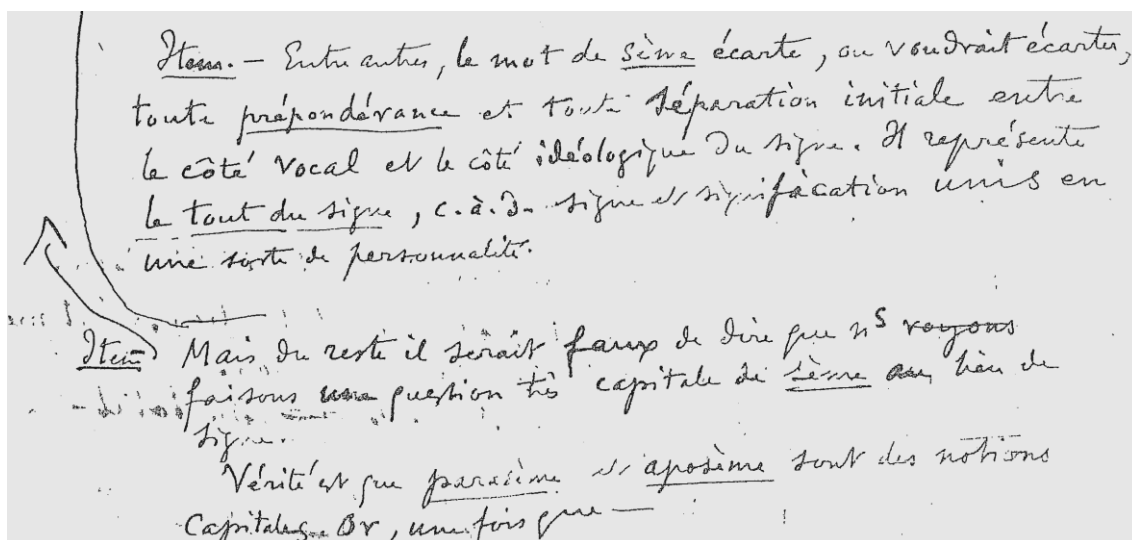 Item. – Entre autres, le mot de sème écarte, ou voudrait écarter,
toute prépondérance et toute séparation initiale entre
le côté vocal et le côté idéologique du signe. Il représente
le tout du signe, c.à.d. signe et signification unis en
une sorte de personnalité.
Item Mais du reste il serait faux de dire que ns voyons
faisons une question très capitale de sème au lieu de
signe.
Vérité est que parasème et aposème sont des notions
capitales. Or, une fois que —